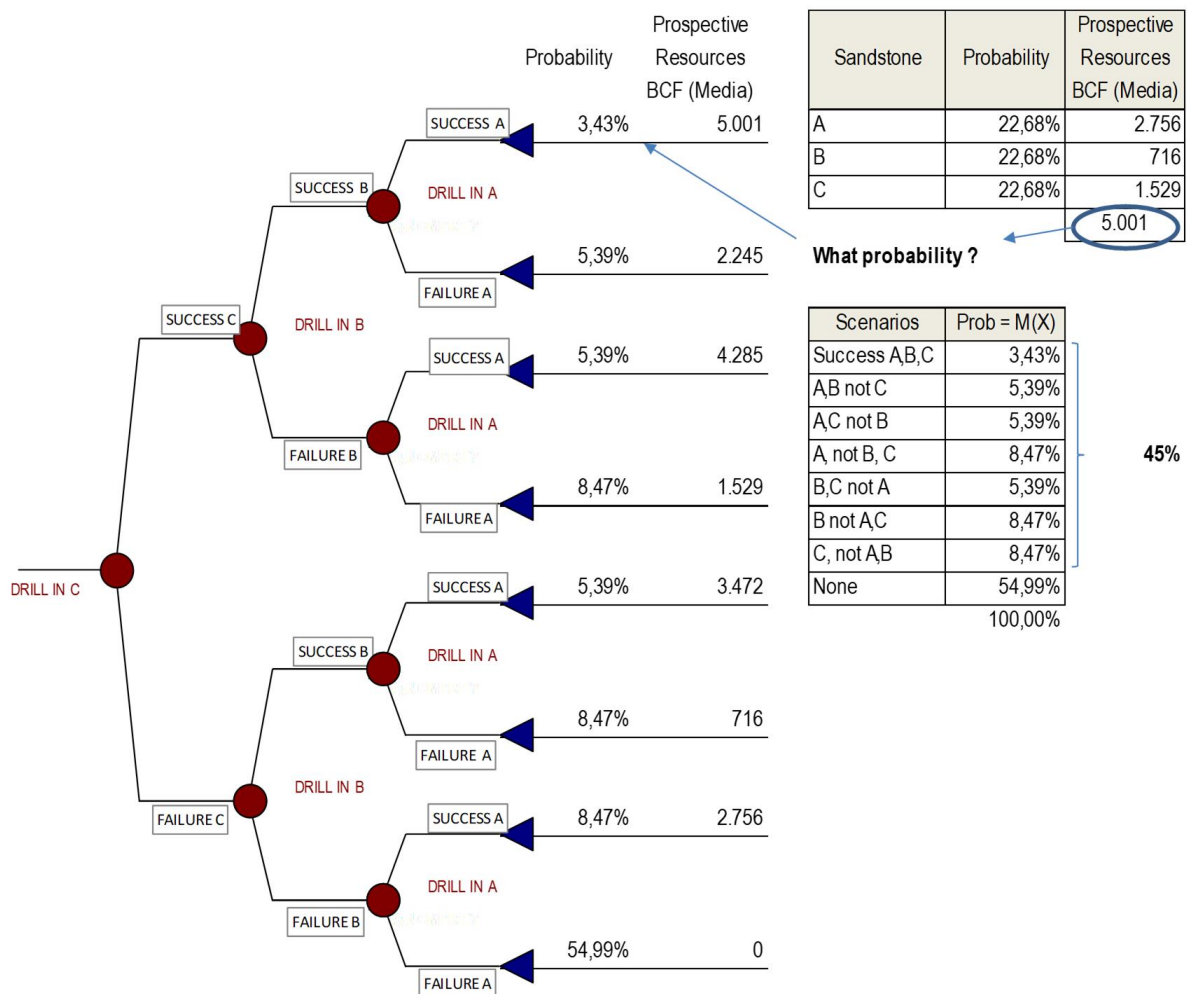 Probability
Prospective
Resources
BCF (Media)
SUCCESS A
3,43%
5.001
SUCCESS B
DRILL IN A
5,39%
2.245
FAILURE A
SUCCESS C
DRILL IN B
SUCCESS A
5,39%
4.285
DRILL IN A
FAILURE B
8,47%
1.529
FAILURE A
DRILL IN C
SUCCESS A
5,39%
3.472
SUCCESS B
DRILL IN A
8,47%
716
FAILURE A
DRILL IN B
FAILURE C
SUCCESS A
8,47%
2.756
DRILL IN A
FAILURE B
54,99%
0
FAILURE A
Sandstone Probability Prospective
Resources
BCF (Media)
A 22,68% 2.756
B 22,68% 716
C 22,68% 1.529
5.001
What probability ?
Scenarios Prob = M(X)
Success A,B,C 3,43%
A,B not C 5,39%
A,C not B 5,39%
A, not B, C 8,47%
B,C not A 5,39%
B not A,C 8,47%
C, not A,B 8,47%
None 54,99%
100,00%
45%